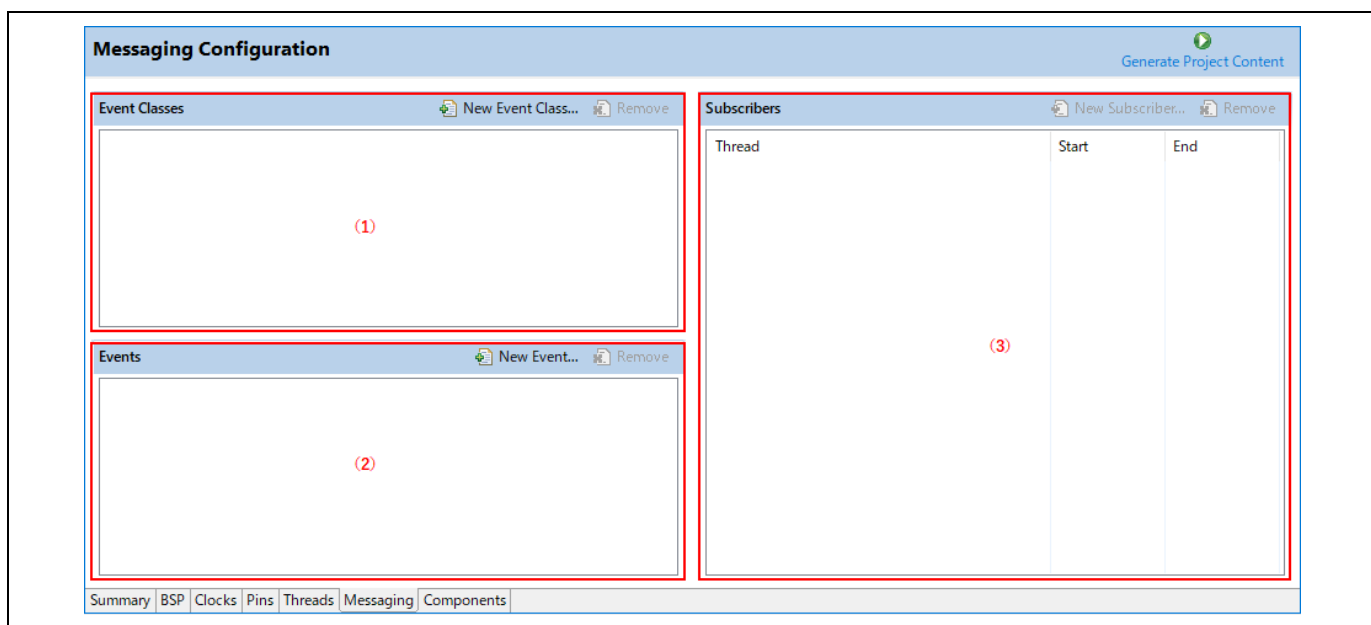 Messaging Configuration
Generate Project Content
Event Classes New Event Class... Remove
(1)
Events New Event... Remove
(2)
Subscribers New Subscriber... Remove
Thread Start End
(3)
Summary BSP Clocks Pins Threads Messaging Components